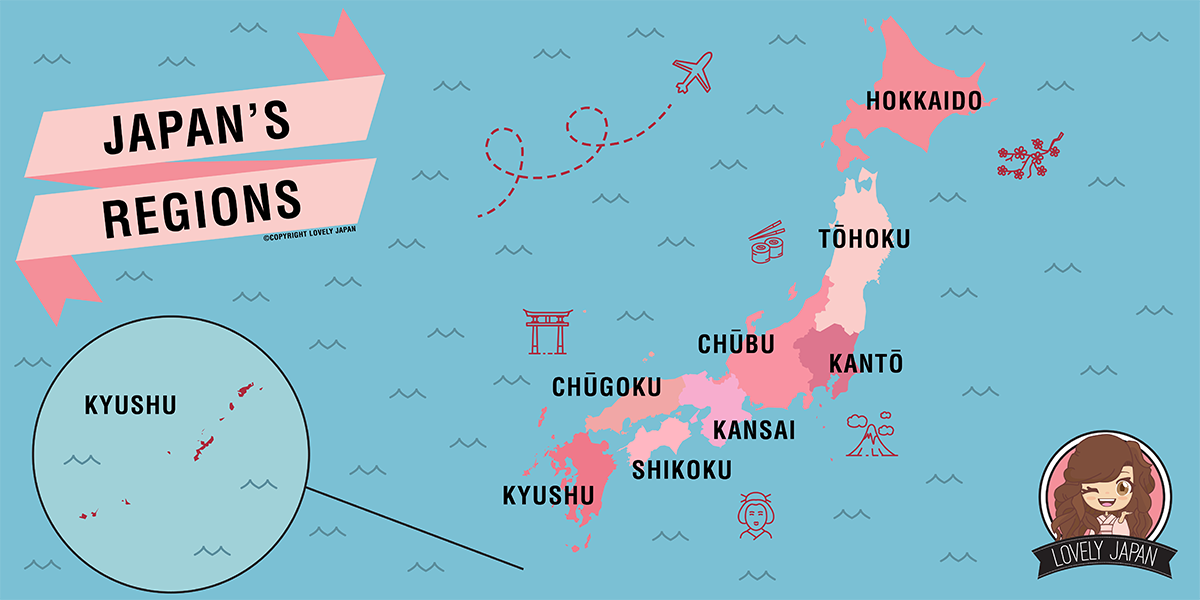 JAPAN'S
REGIONS
©COPYRIGHT LOVELY JAPAN
HOKKAIDO
TŌHOKU
CHŪBU
KANTŌ
CHŪGOKU
KANSAI
SHIKOKU
KYUSHU
KYUSHU
LOVELY JAPAN